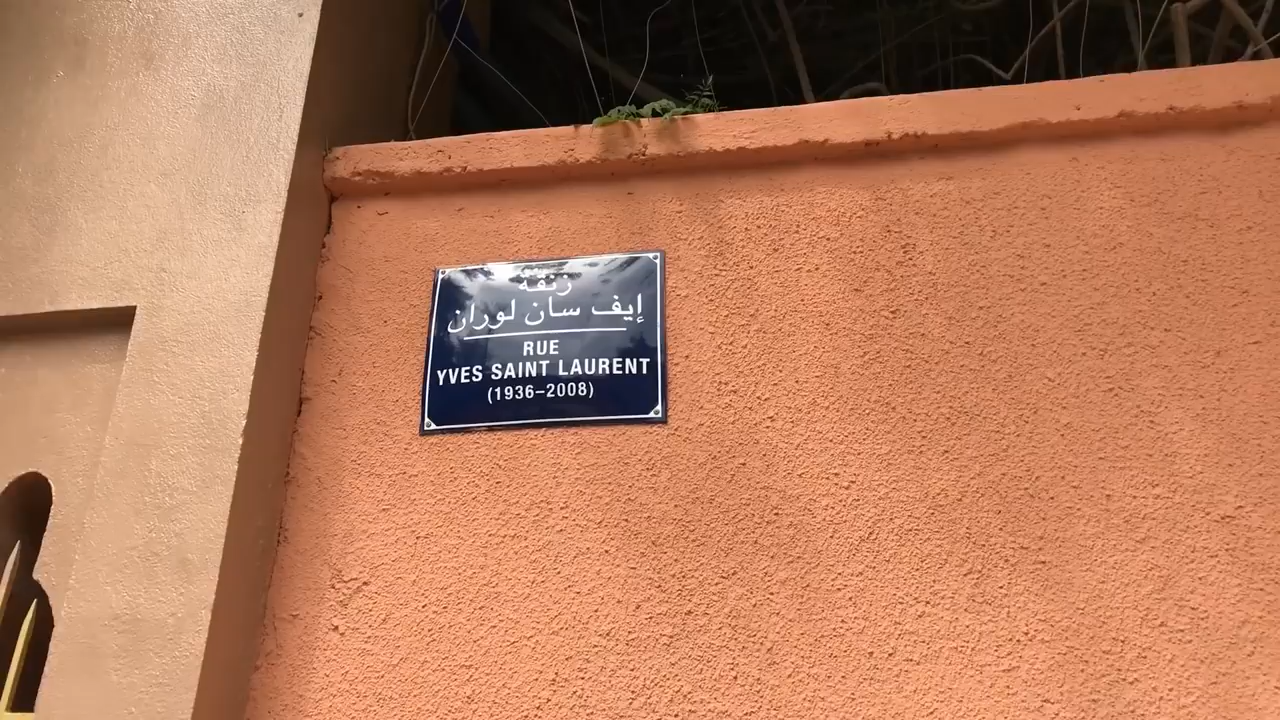 زنقة
إيف سان لوران
RUE
YVES SAINT LAURENT
(1936–2008)